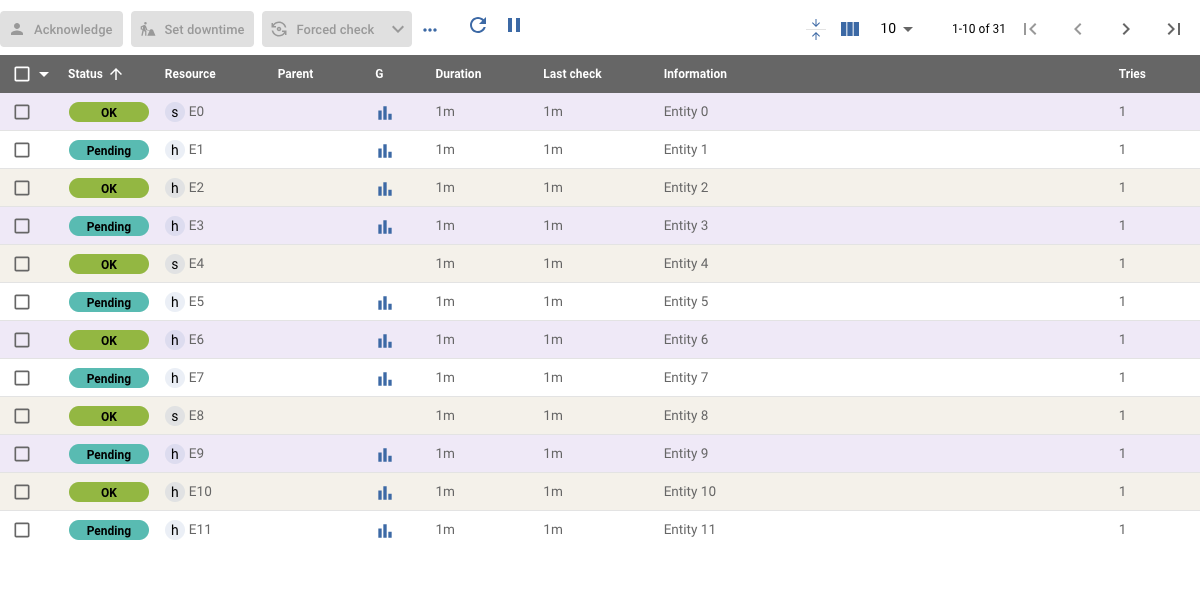 Acknowledge Set downtime Forced check 10 1-10 of 31
Status Resource Parent G Duration Last check Information Tries
OK s E0 1m 1m Entity 0 1
Pending h E1 1m 1m Entity 1 1
OK h E2 1m 1m Entity 2 1
Pending h E3 1m 1m Entity 3 1
OK s E4 1m 1m Entity 4 1
Pending h E5 1m 1m Entity 5 1
OK h E6 1m 1m Entity 6 1
Pending h E7 1m 1m Entity 7 1
OK s E8 1m 1m Entity 8 1
Pending h E9 1m 1m Entity 9 1
OK h E10 1m 1m Entity 10 1
Pending h E11 1m 1m Entity 11 1